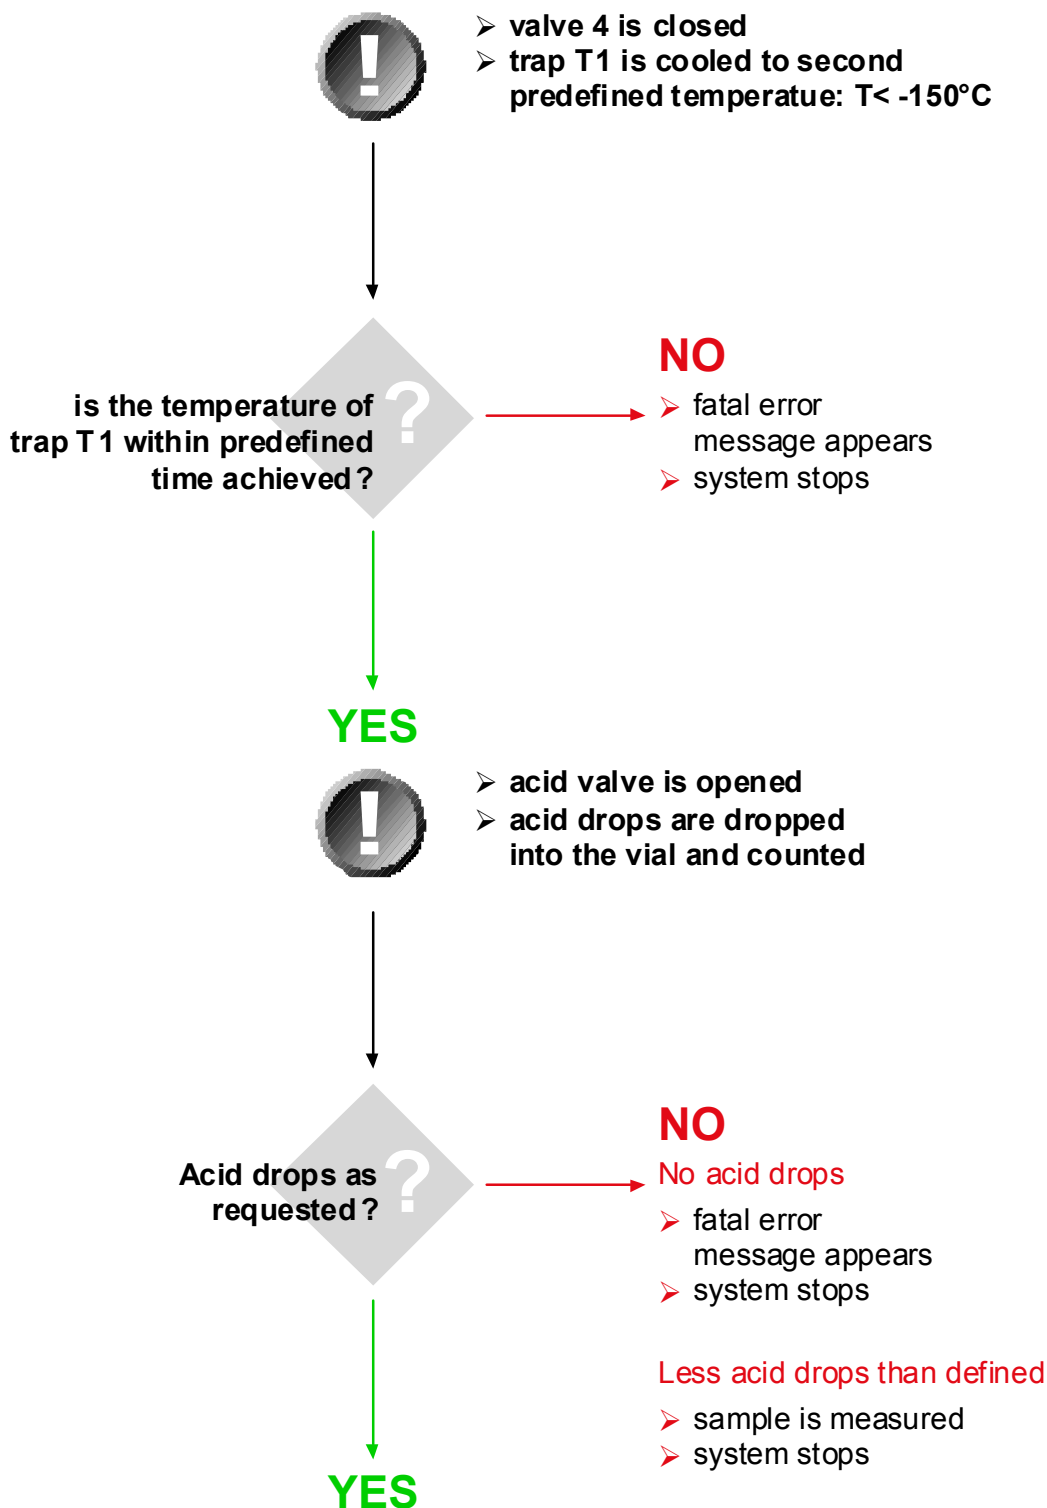 !
➢ valve 4 is closed
➢ trap T1 is cooled to second
predefined temperatue: T< -150°C
?
is the temperature of
trap T1 within predefined
time achieved?
NO
➢ fatal error
message appears
➢ system stops
YES
!
➢ acid valve is opened
➢ acid drops are dropped
into the vial and counted
?
Acid drops as
requested?
NO
No acid drops
➢ fatal error
message appears
➢ system stops
Less acid drops than defined
➢ sample is measured
➢ system stops
YES